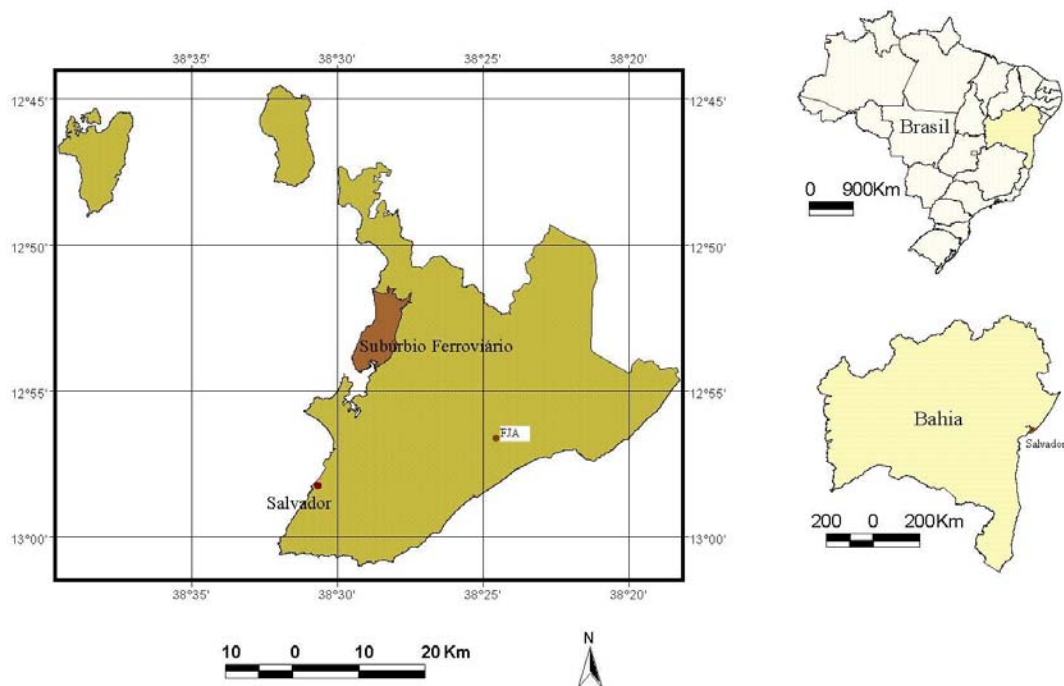 38°35' 38°30' 38°25' 38°20'
12°45' 12°45'
12°50' 12°50'
Subúrbio Ferroviário
12°55' 12°55'
FJA
Salvador
13°00' 13°00'
38°35' 38°30' 38°25' 38°20'
10 0 10 20 Km
N
Brasil
0 900Km
Bahia
Salvador
200 0 200Km